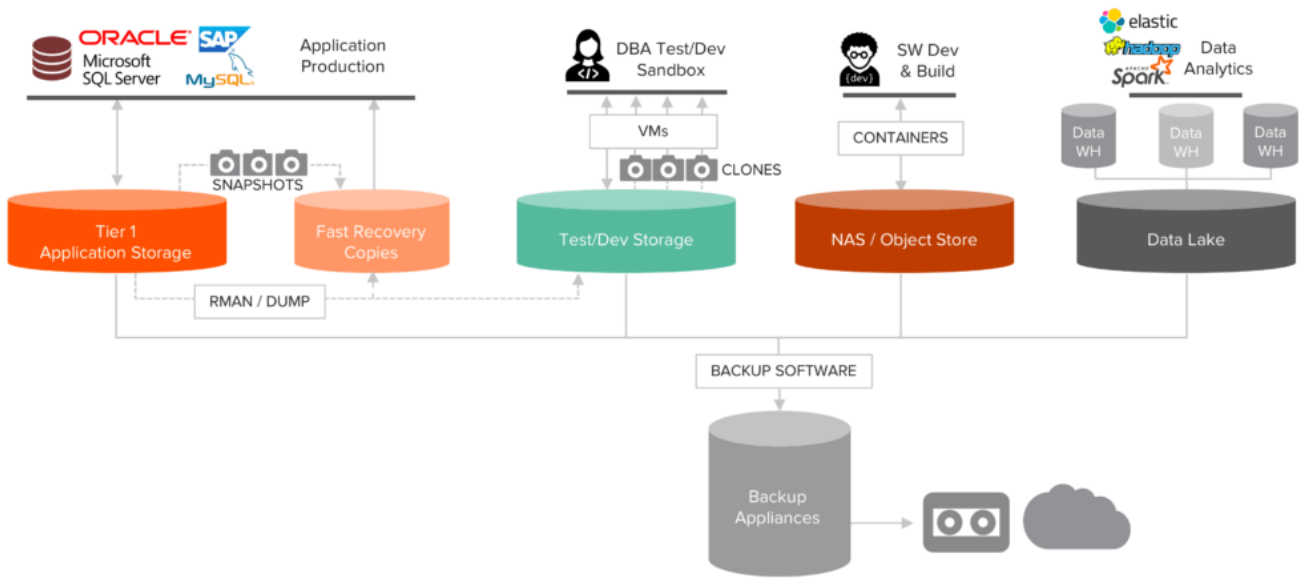 ORACLE
SAP
Microsoft
SQL Server
MySQL
Application
Production
</>
DBA Test/Dev
Sandbox
{dev}
SW Dev
& Build
elastic
hadoop
APACHE
Spark
Data
Analytics
VMs
CONTAINERS
Data
WH
Data
WH
Data
WH
SNAPSHOTS
CLONES
Tier 1
Application Storage
Fast Recovery
Copies
Test/Dev Storage
NAS / Object Store
Data Lake
RMAN / DUMP
BACKUP SOFTWARE
Backup
Appliances